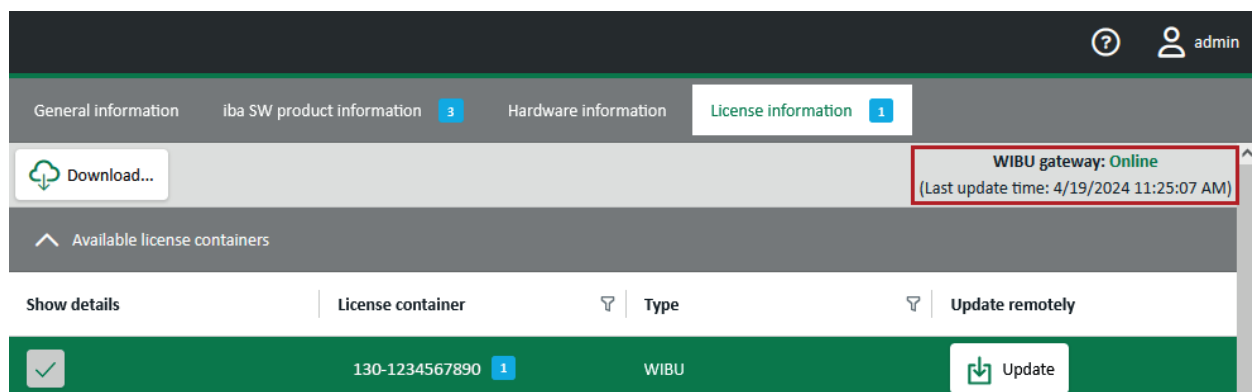 ? admin
General information iba SW product information 3 Hardware information License information 1
Download...
WIBU gateway: Online
(Last update time: 4/19/2024 11:25:07 AM)
Available license containers
Show details License container Type Update remotely
130-1234567890 1 WIBU Update